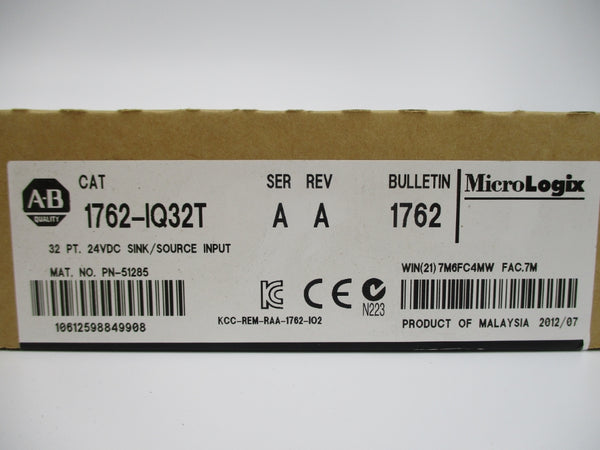 A-B
QUALITY
CAT
1762-IQ32T
SER REV
A A
BULLETIN
1762
MicroLogix
32 PT. 24VDC SINK/SOURCE INPUT
MAT. NO. PN-51285
10612598849908
KCC-REM-RAA-1762-IO2
CE
N223
WIN(21) 7M6FC4MW FAC.7M
PRODUCT OF MALAYSIA 2012/07